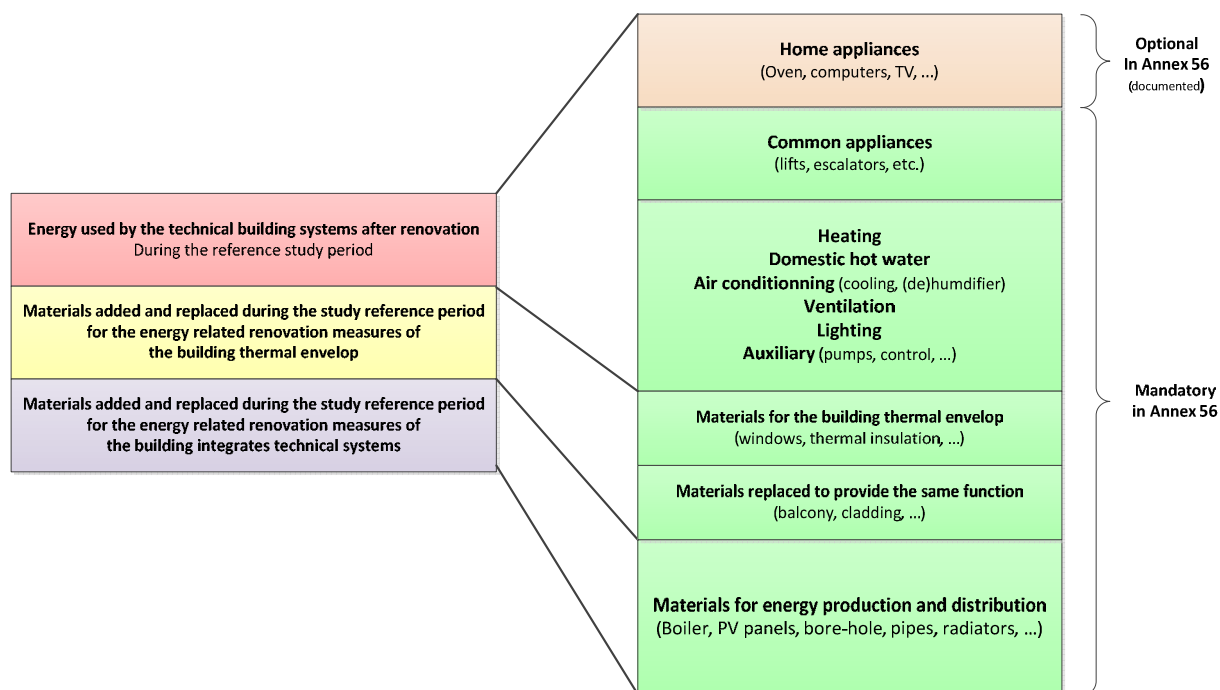 Energy used by the technical building systems after renovation
During the reference study period
Materials added and replaced during the study reference period
for the energy related renovation measures of
the building thermal envelop
Materials added and replaced during the study reference period
for the energy related renovation measures of
the building integrates technical systems
Home appliances
(Oven, computers, TV, ...)
Common appliances
(lifts, escalators, etc.)
Heating
Domestic hot water
Air conditionning (cooling, (de)humdifier)
Ventilation
Lighting
Auxiliary (pumps, control, ...)
Materials for the building thermal envelop
(windows, thermal insulation, ...)
Materials replaced to provide the same function
(balcony, cladding, ...)
Materials for energy production and distribution
(Boiler, PV panels, bore-hole, pipes, radiators, ...)
Optional
In Annex 56
(documented)
Mandatory
in Annex 56